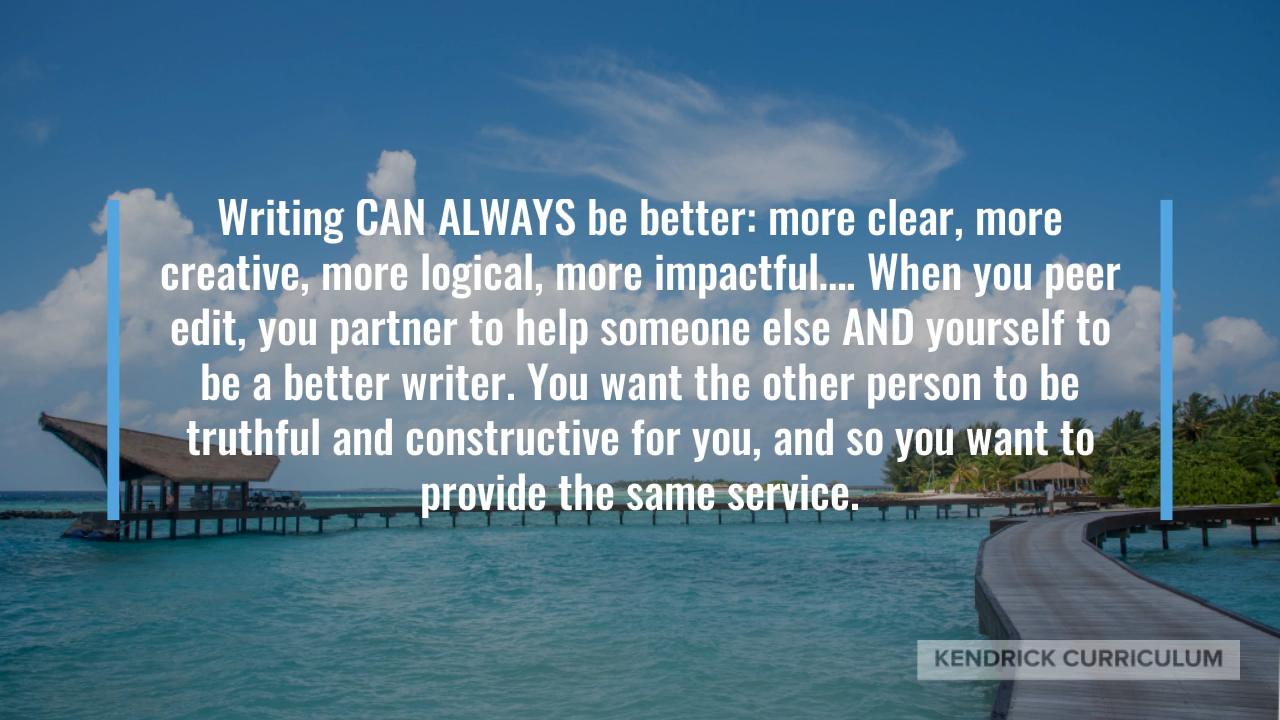 Writing CAN ALWAYS be better: more clear, more
creative, more logical, more impactful.... When you peer
edit, you partner to help someone else AND yourself to
be a better writer. You want the other person to be
truthful and constructive for you, and so you want to
provide the same service.
KENDRICK CURRICULUM